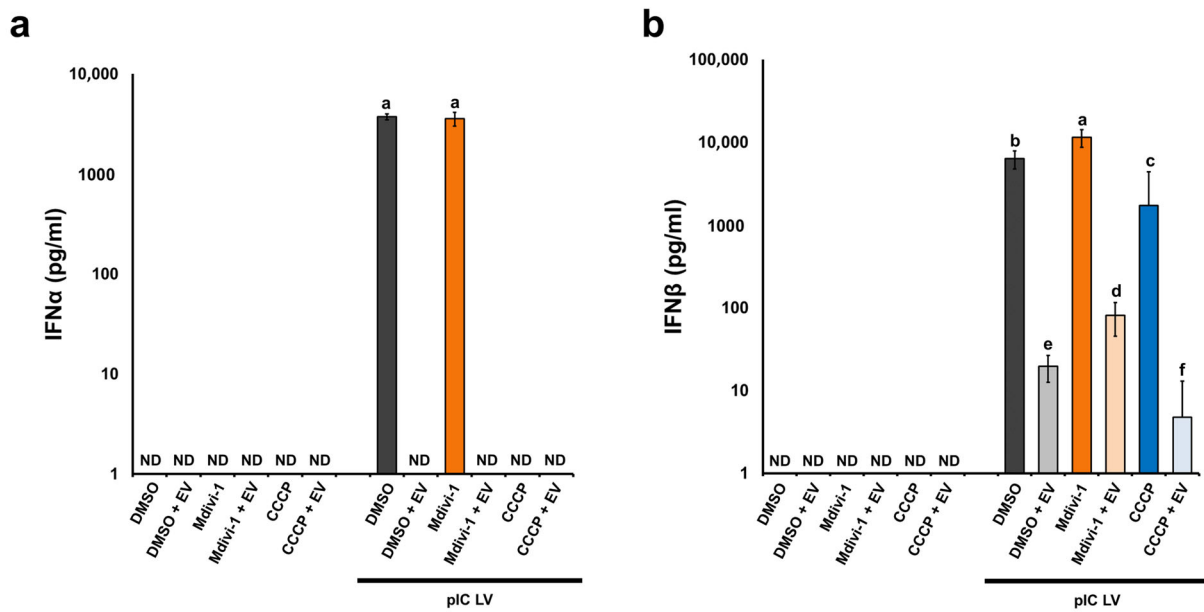 a
IFNα (pg/ml)
10,000
1000
100
10
1
a
a
ND ND ND ND ND ND ND ND ND ND
DMSO
DMSO + EV
Mdivi-1
Mdivi-1 + EV
CCCP
CCCP + EV
DMSO
DMSO + EV
Mdivi-1
Mdivi-1 + EV
CCCP
CCCP + EV
pIC LV
b
IFNβ (pg/ml)
100,000
10,000
1000
100
10
1
b
e
a
d
c
f
ND ND ND ND ND ND
DMSO
DMSO + EV
Mdivi-1
Mdivi-1 + EV
CCCP
CCCP + EV
DMSO
DMSO + EV
Mdivi-1
Mdivi-1 + EV
CCCP
CCCP + EV
pIC LV